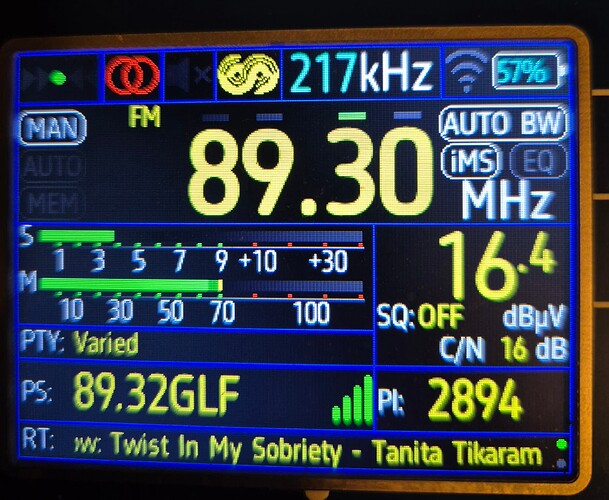 217kHz 57%
MAN FM AUTO BW
AUTO 89.30 iMS EQ
MEM MHz
S
1 3 5 7 9 +10 +30
M
10 30 50 70 100
16.4
SQ: OFF dBµV
C/N 16 dB
PTY: Varied
PS: 89.32GLF PI: 2894
RT: Twist In My Sobriety - Tanita Tikaram